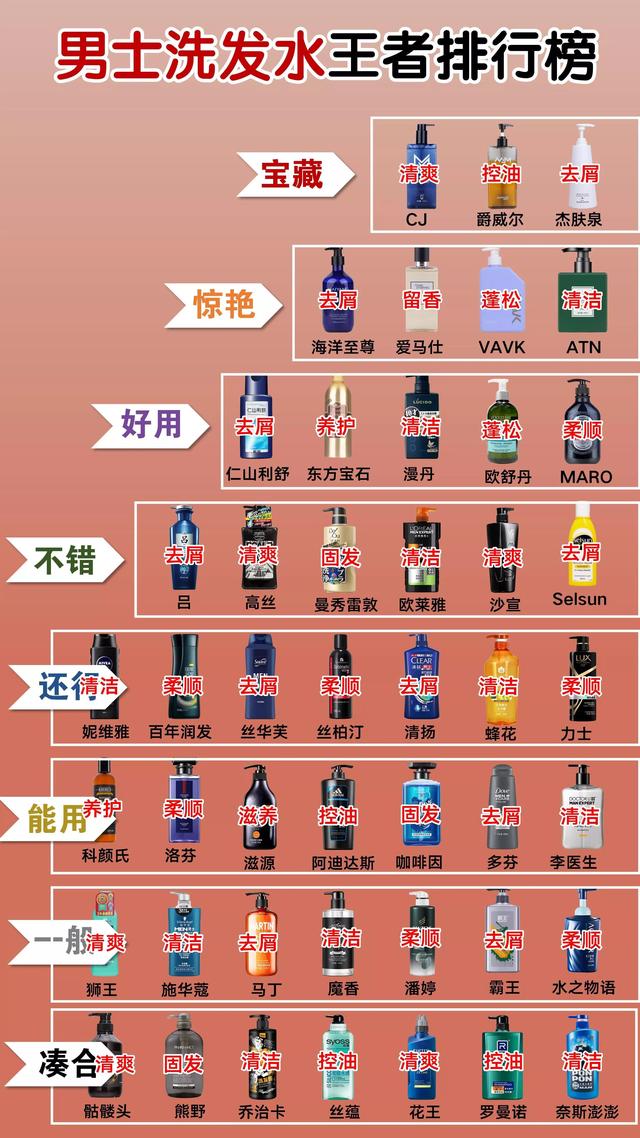 男士洗发水王者排行榜
宝藏
清爽 控油 去屑
CJ 爵威尔 杰肤泉
惊艳
去屑 留香 蓬松 清洁
海洋至尊 爱马仕 VAVK ATN
好用
去屑 养护 清洁 蓬松 柔顺
仁山利舒 东方宝石 漫丹 欧舒丹 MARO
不错
去屑 清爽 固发 清洁 清爽 去屑
吕 高丝 曼秀雷敦 欧莱雅 沙宣 Selsun
还行
清洁 柔顺 去屑 柔顺 去屑 清洁 柔顺
妮维雅 百年润发 丝华芙 丝柏汀 清扬 蜂花 力士
能用
养护 柔顺 滋养 控油 固发 去屑 清洁
科颜氏 洛芬 滋源 阿迪达斯 咖啡因 多芬 李医生
一般
清爽 清洁 去屑 清洁 柔顺 去屑 柔顺
狮王 施华蔻 马丁 魔香 潘婷 霸王 水之物语
凑合
清爽 固发 清洁 控油 清爽 控油 清洁
骷髅头 熊野 乔治卡 丝蕴 花王 罗曼诺 奈斯澎澎